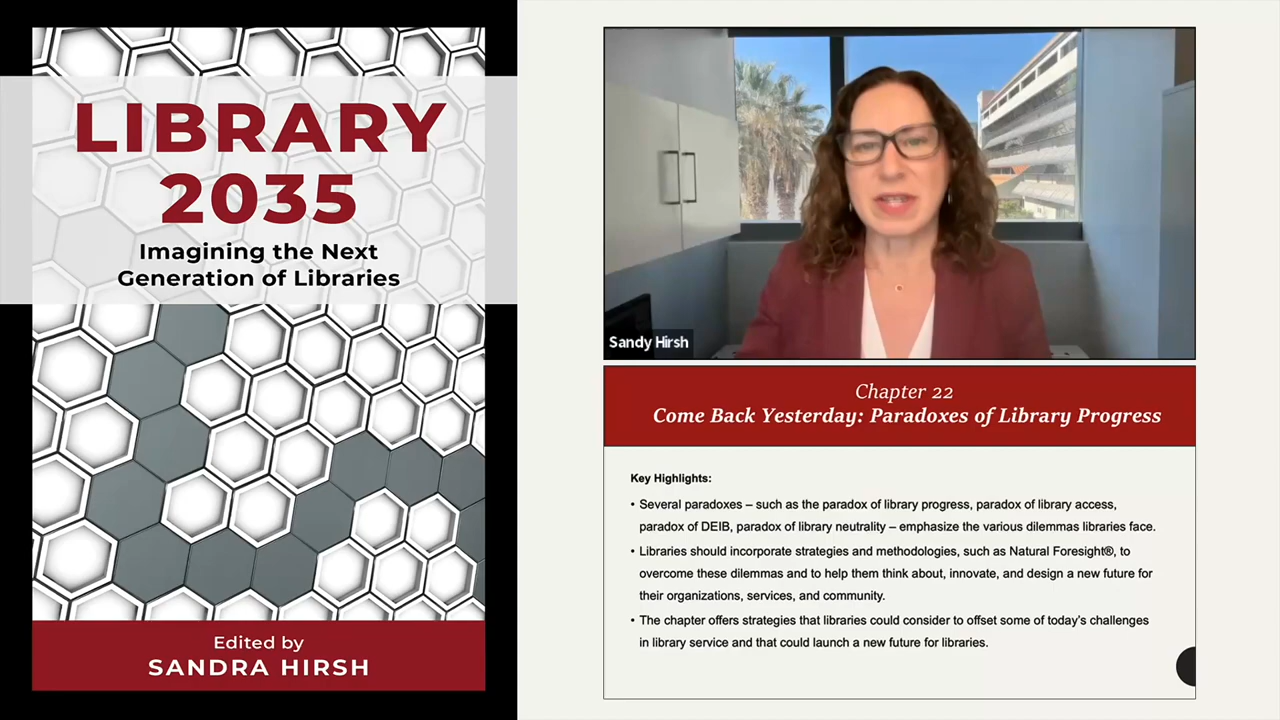 LIBRARY
2035
Imagining the Next
Generation of Libraries
Edited by
SANDRA HIRSH
Sandy Hirsh
Chapter 22
Come Back Yesterday: Paradoxes of Library Progress
Key Highlights:
• Several paradoxes – such as the paradox of library progress, paradox of library access,
paradox of DEIB, paradox of library neutrality – emphasize the various dilemmas libraries face.
• Libraries should incorporate strategies and methodologies, such as Natural Foresight®, to
overcome these dilemmas and to help them think about, innovate, and design a new future for
their organizations, services, and community.
• The chapter offers strategies that libraries could consider to offset some of today's challenges
in library service and that could launch a new future for libraries.